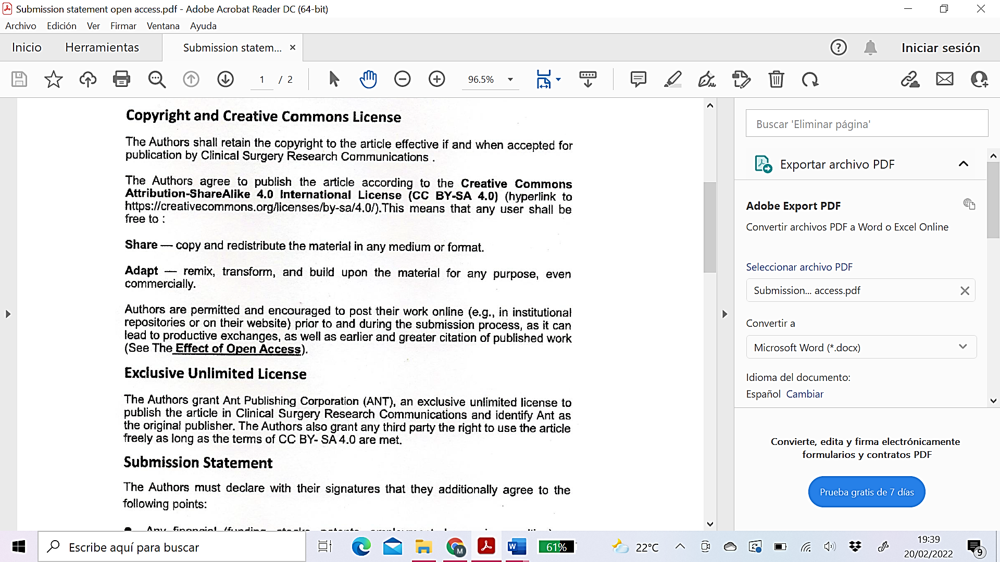 Submission statement open access.pdf - Adobe Acrobat Reader DC (64-bit)
Archivo Edición Ver Firmar Ventana Ayuda
Inicio Herramientas Submission statem... × Iniciar sesión
1 / 2 96.5%
Copyright and Creative Commons License
The Authors shall retain the copyright to the article effective if and when accepted for
publication by Clinical Surgery Research Communications .
The Authors agree to publish the article according to the Creative Commons
Attribution-ShareAlike 4.0 International License (CC BY-SA 4.0) (hyperlink to
https://creativecommons.org/licenses/by-sa/4.0/).This means that any user shall be
free to :
Share — copy and redistribute the material in any medium or format.
Adapt — remix, transform, and build upon the material for any purpose, even
commercially.
Authors are permitted and encouraged to post their work online (e.g., in institutional
repositories or on their website) prior to and during the submission process, as it can
lead to productive exchanges, as well as earlier and greater citation of published work
(See The Effect of Open Access).
Exclusive Unlimited License
The Authors grant Ant Publishing Corporation (ANT), an exclusive unlimited license to
publish the article in Clinical Surgery Research Communications and identify Ant as
the original publisher. The Authors also grant any third party the right to use the article
freely as long as the terms of CC BY- SA 4.0 are met.
Submission Statement
The Authors must declare with their signatures that they additionally agree to the
following points:
Buscar 'Eliminar página'
Exportar archivo PDF
Adobe Export PDF
Convertir archivos PDF a Word o Excel Online
Seleccionar archivo PDF
Submission... access.pdf
Convertir a
Microsoft Word (*.docx)
Idioma del documento:
Español Cambiar
Convierte, edita y firma electrónicamente
formularios y contratos PDF
Prueba gratis de 7 días
Escribe aquí para buscar
M
W
61%
22°C
19:39
20/02/2022
9